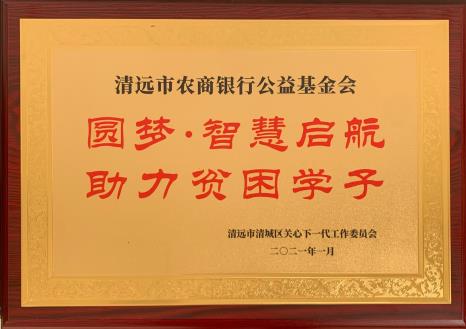 清远市农商银行公益基金会
圆梦·智慧启航
助力贫困学子
清远市清城区关心下一代工作委员会
二〇二一年一月